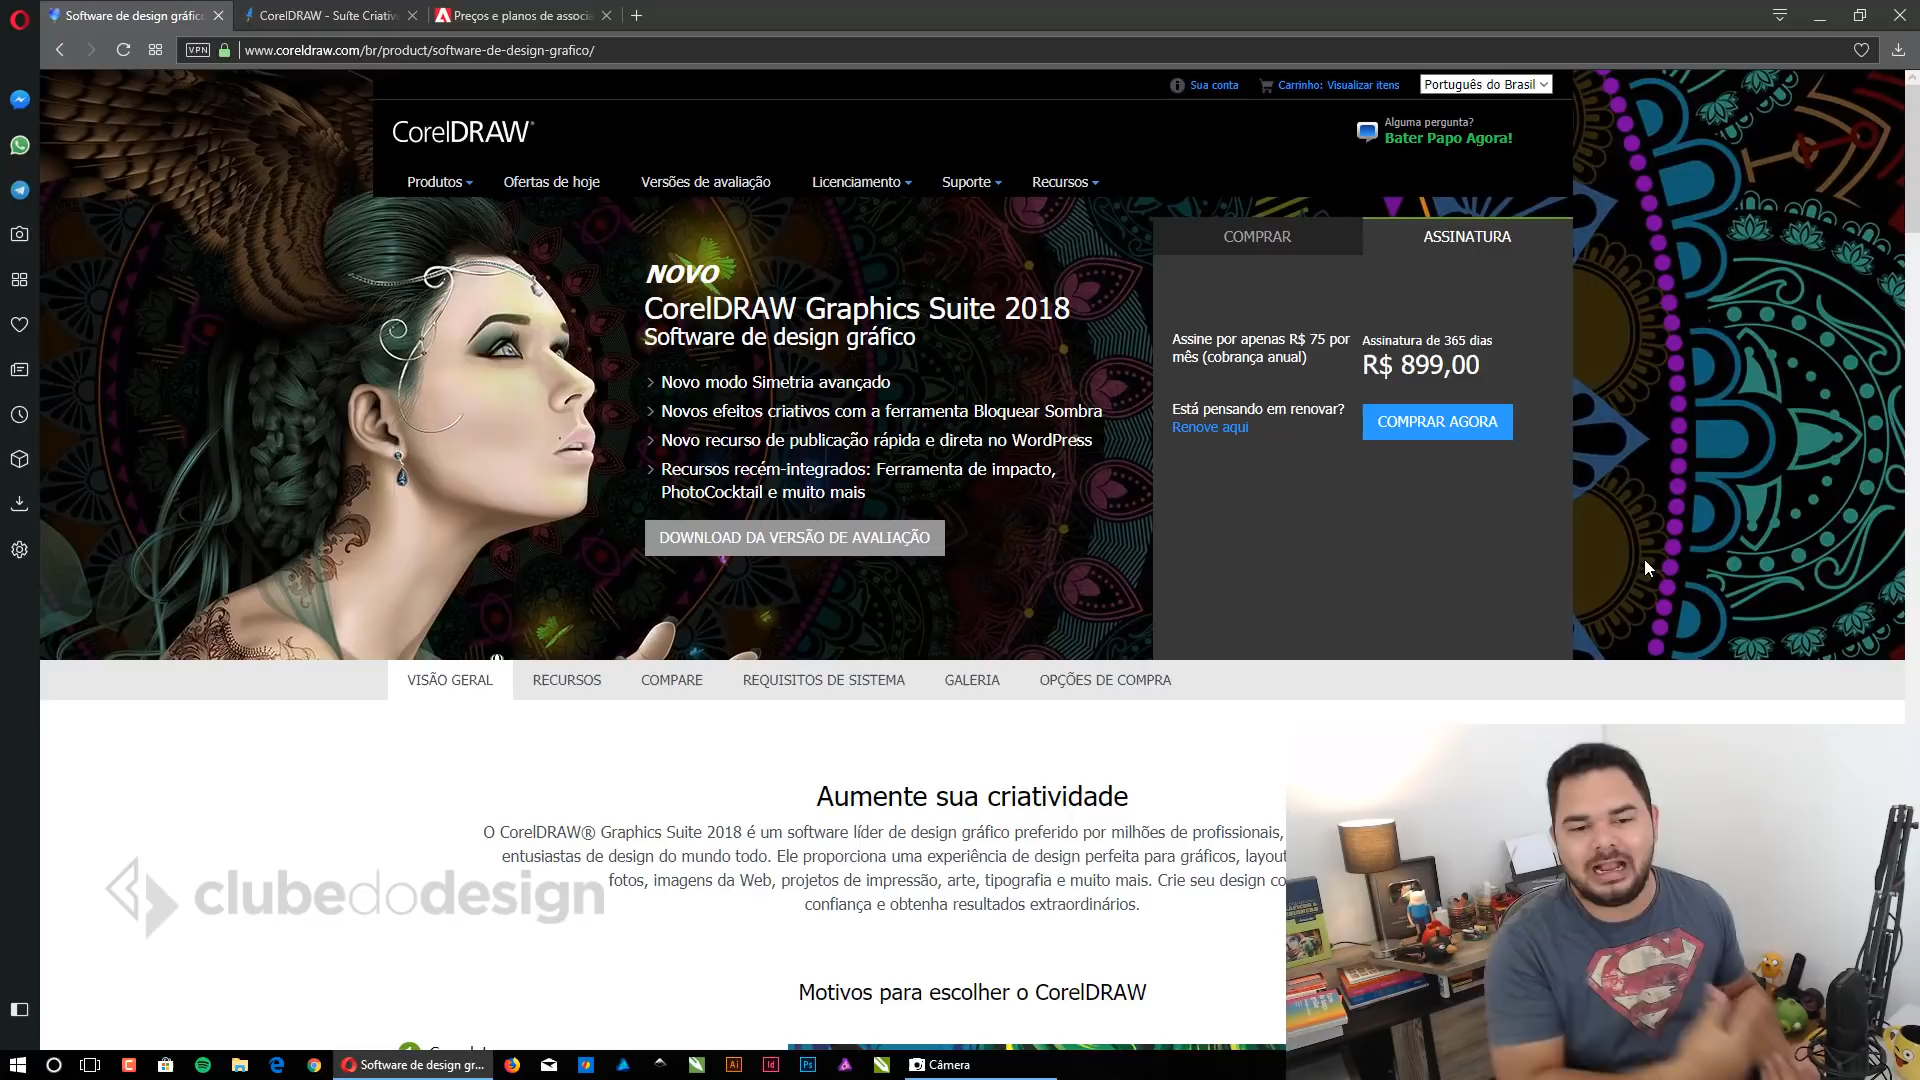 Software de design gráfic
CorelDRAW - Suíte Criativ
Preços e planos de associa
VPN
www.coreldraw.com/br/product/software-de-design-grafico/
Sua conta
Carrinho: Visualizar itens
Português do Brasil
CorelDRAW®
Alguma pergunta?
Bater Papo Agora!
Produtos
Ofertas de hoje
Versões de avaliação
Licenciamento
Suporte
Recursos
COMPRAR
ASSINATURA
NOVO
CorelDRAW Graphics Suite 2018
Software de design gráfico
Novo modo Simetria avançado
Novos efeitos criativos com a ferramenta Bloquear Sombra
Novo recurso de publicação rápida e direta no WordPress
Recursos recém-integrados: Ferramenta de impacto,
PhotoCocktail e muito mais
DOWNLOAD DA VERSÃO DE AVALIAÇÃO
Assine por apenas R$ 75 por
mês (cobrança anual)
Assinatura de 365 dias
R$ 899,00
Está pensando em renovar?
Renove aqui
COMPRAR AGORA
VISÃO GERAL
RECURSOS
COMPARE
REQUISITOS DE SISTEMA
GALERIA
OPÇÕES DE COMPRA
Aumente sua criatividade
O CorelDRAW® Graphics Suite 2018 é um software líder de design gráfico preferido por milhões de profissionais,
entusiastas de design do mundo todo. Ele proporciona uma experiência de design perfeita para gráficos, layou
fotos, imagens da Web, projetos de impressão, arte, tipografia e muito mais. Crie seu design co
confiança e obtenha resultados extraordinários.
clubedodesign
Motivos para escolher o CorelDRAW
Software de design gr...
Ai
Id
Ps
Câmera